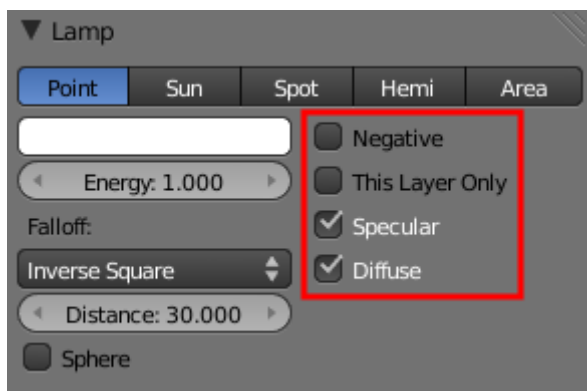 Lamp
Point Sun Spot Hemi Area
Negative
Energy: 1.000 This Layer Only
Falloff: Specular
Inverse Square Diffuse
Distance: 30.000
Sphere